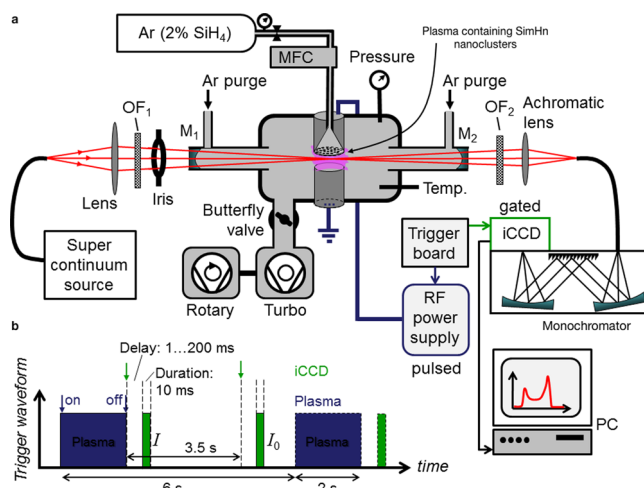 a
Ar (2% SiH4)
MFC
Pressure
Plasma containing SimHn
nanoclusters
Ar purge
Ar purge
OF1
M1
M2
OF2
Achromatic
lens
Lens
Iris
Temp.
Butterfly
valve
gated
iCCD
Trigger
board
Super
continuum
source
Rotary
Turbo
RF
power
supply
pulsed
Monochromator
PC
b
Delay: 1...200 ms
Duration:
10 ms
iCCD
Plasma
on
off
Trigger waveform
Plasma
I
3.5 s
I0
Plasma
time
6 s
2 s